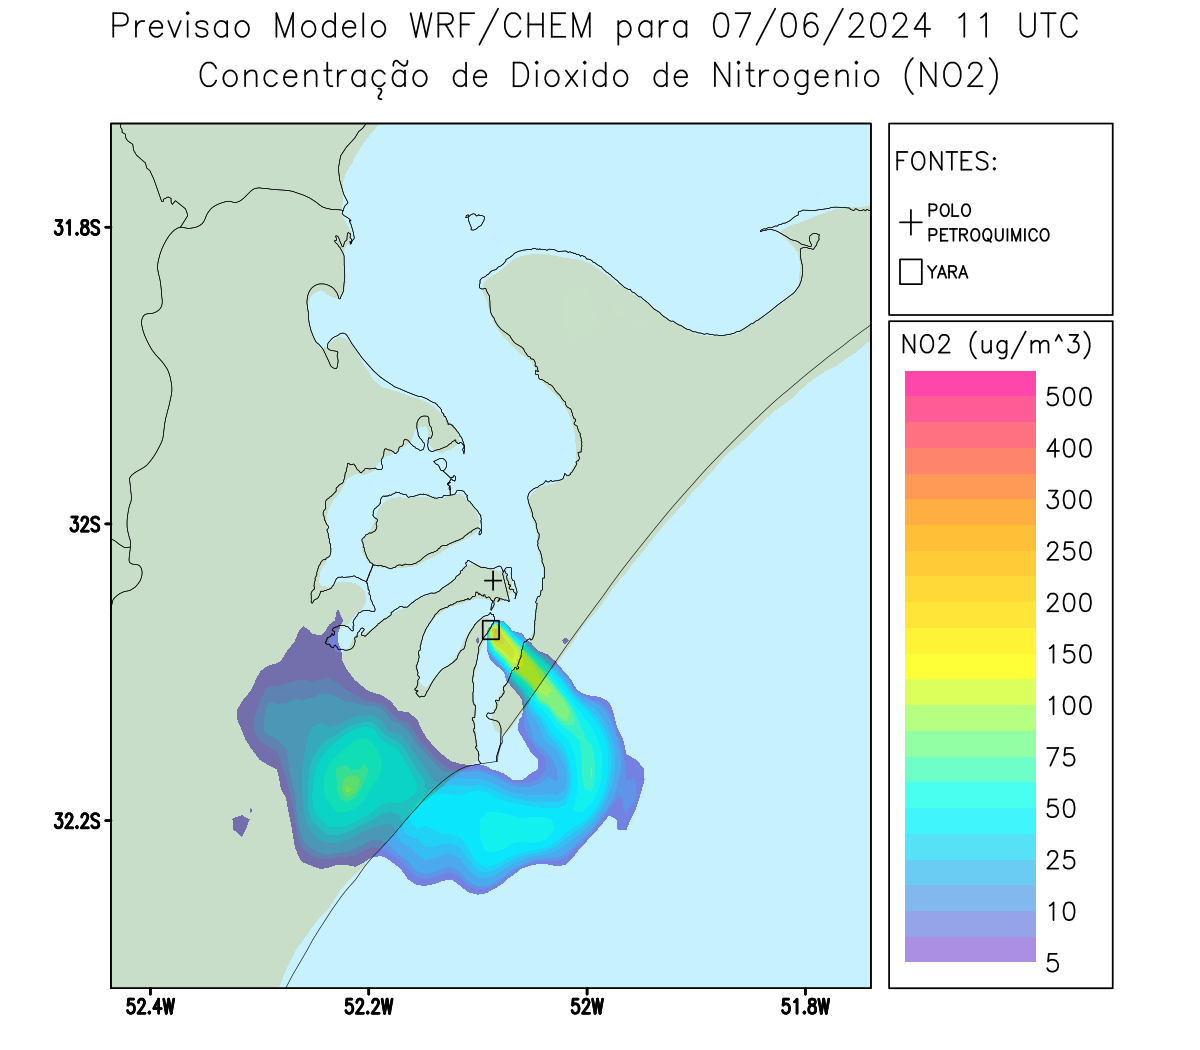 Previsao Modelo WRF/CHEM para 07/06/2024 11 UTC
Concentração de Dioxido de Nitrogenio (NO2)
FONTES:
POLO
PETROQUIMICO
YARA
NO2 (ug/m^3)
500
400
300
250
200
150
100
75
50
25
10
5
31.8S
32S
32.2S
52.4W
52.2W
52W
51.8W